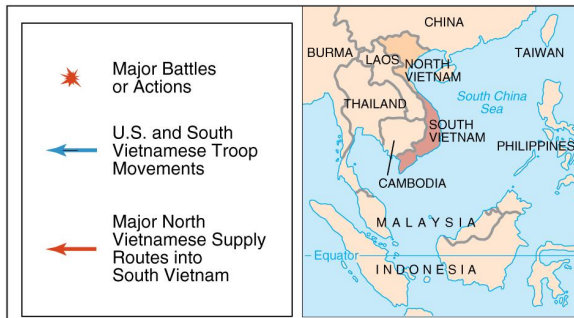 Major Battles
or Actions
U.S. and South
Vietnamese Troop
Movements
Major North
Vietnamese Supply
Routes into
South Vietnam
CHINA
BURMA
TAIWAN
LAOS
NORTH
VIETNAM
THAILAND
South China
Sea
SOUTH
VIETNAM
PHILIPPINES
CAMBODIA
MALAYSIA
Equator
INDONESIA